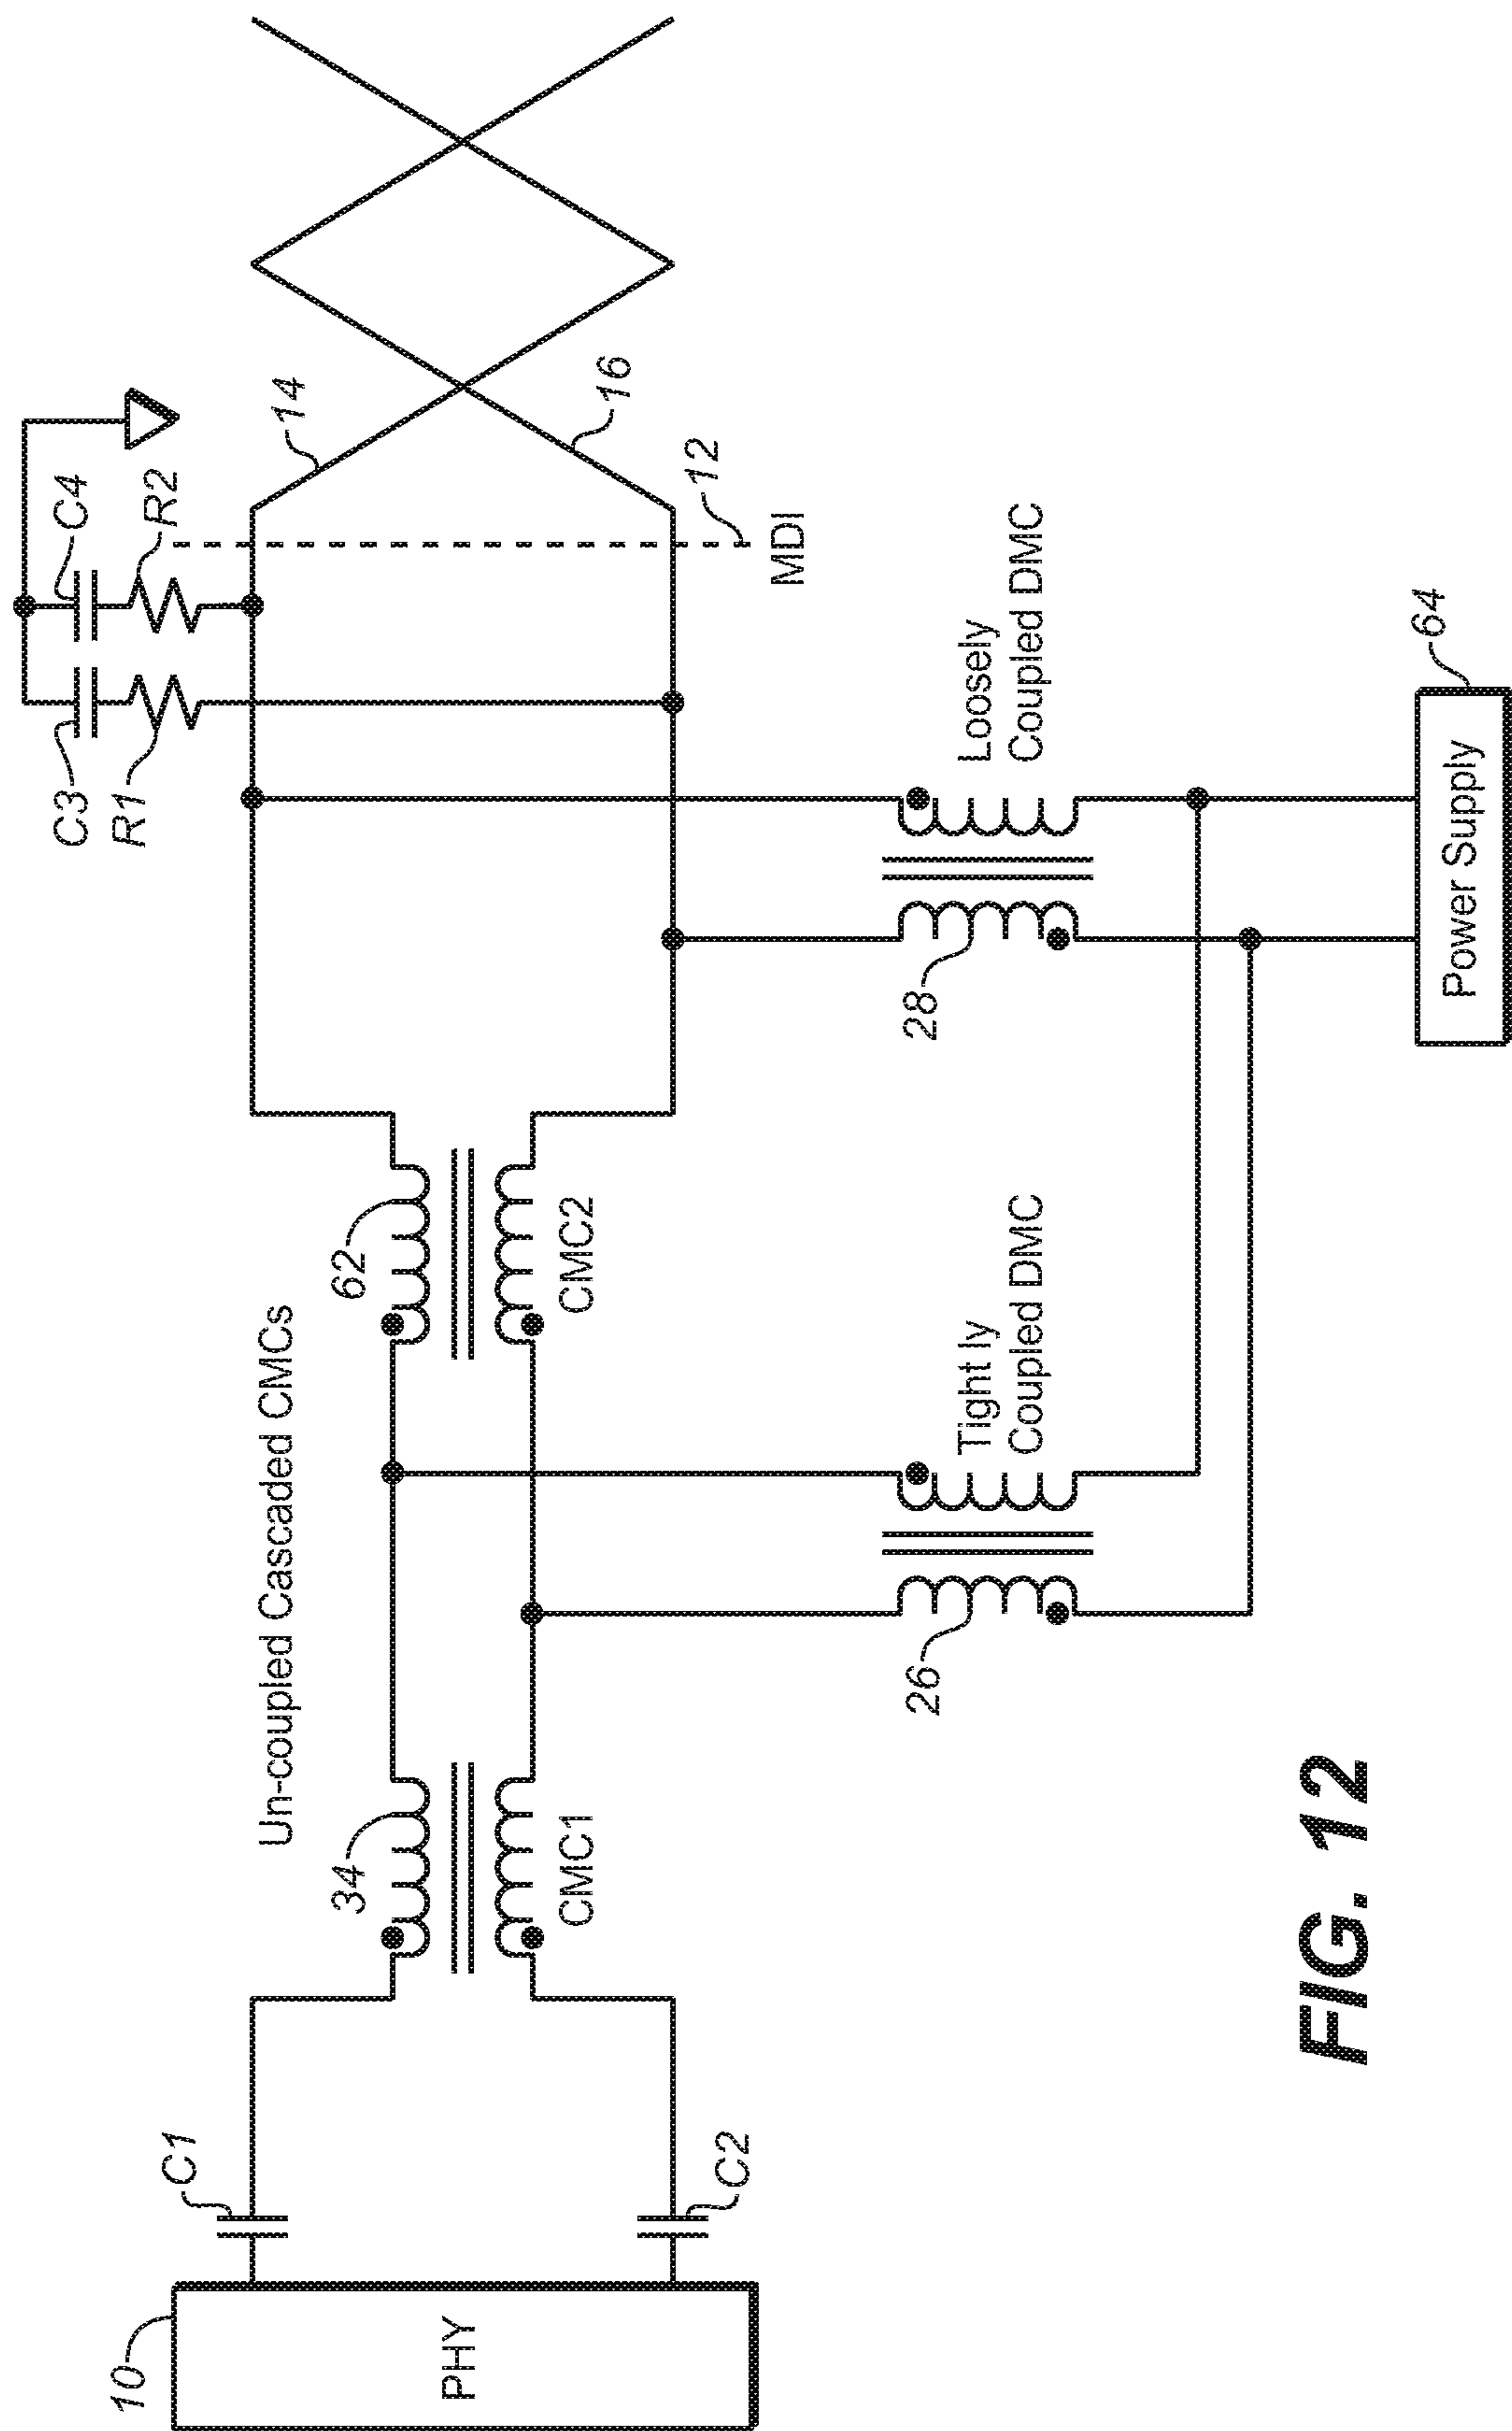 10
PHY
C1
C2
Un-coupled Cascaded CMCs
34
CMC1
62
CMC2
26
Tight ly
Coupled DMC
28
Loosely
Coupled DMC
C3
R1
C4
R2
14
16
12
MDI
64
Power Supply
FIG. 12